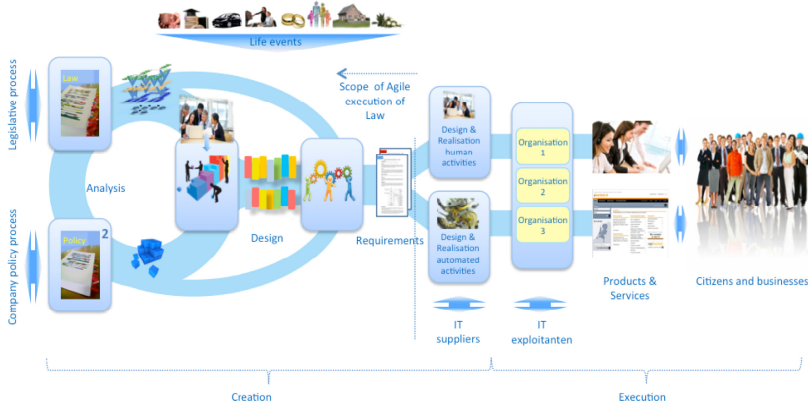 Life events
Legislative process
Law
Scope of Agile
execution of
Law
Design &
Realisation
human
activities
Organisation
1
Organisation
2
Organisation
3
Analysis
Company policy process
Policy
2
Design
Requirements
Design &
Realisation
automated
activities
Products &
Services
Citizens and businesses
IT
suppliers
IT
exploitanten
Creation
Execution